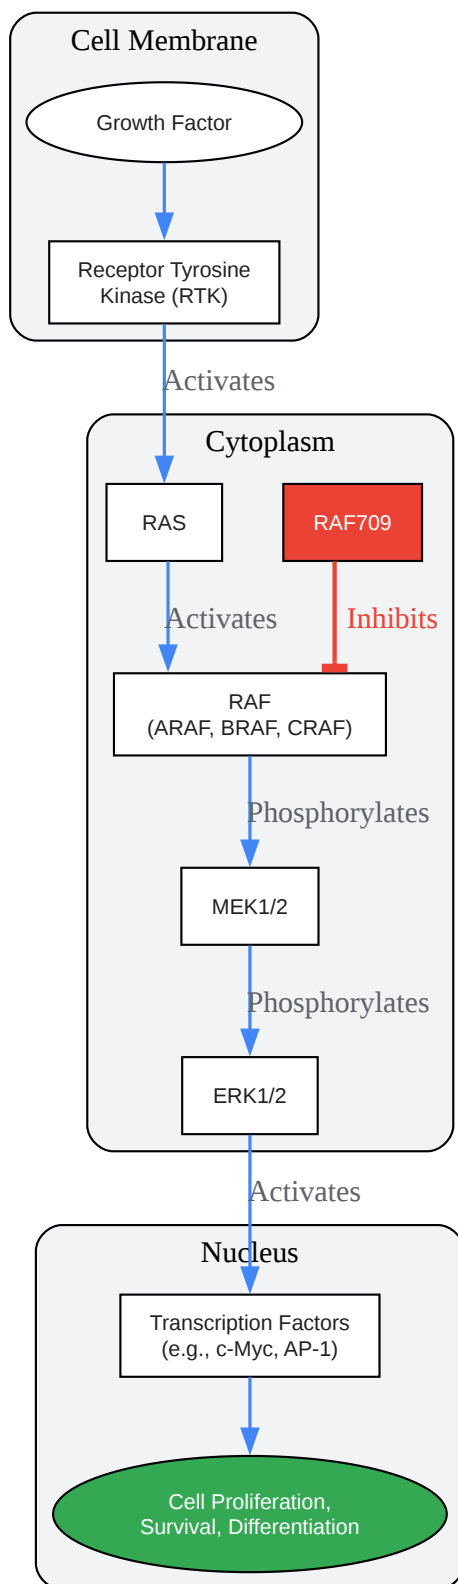 Cell Membrane
Growth Factor
Receptor Tyrosine
Kinase (RTK)
Activates
Cytoplasm
RAS
RAF709
Activates
Inhibits
RAF
(ARAF, BRAF, CRAF)
Phosphorylates
MEK1/2
Phosphorylates
ERK1/2
Activates
Nucleus
Transcription Factors
(e.g., c-Myc, AP-1)
Cell Proliferation,
Survival, Differentiation